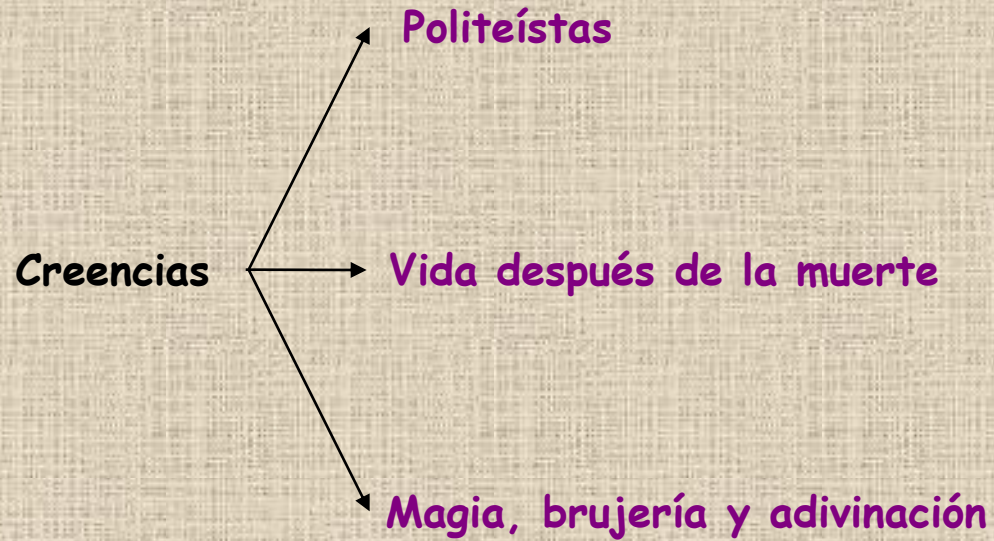 Politeístas
Creencias
Vida después de la muerte
Magia, brujería y adivinación